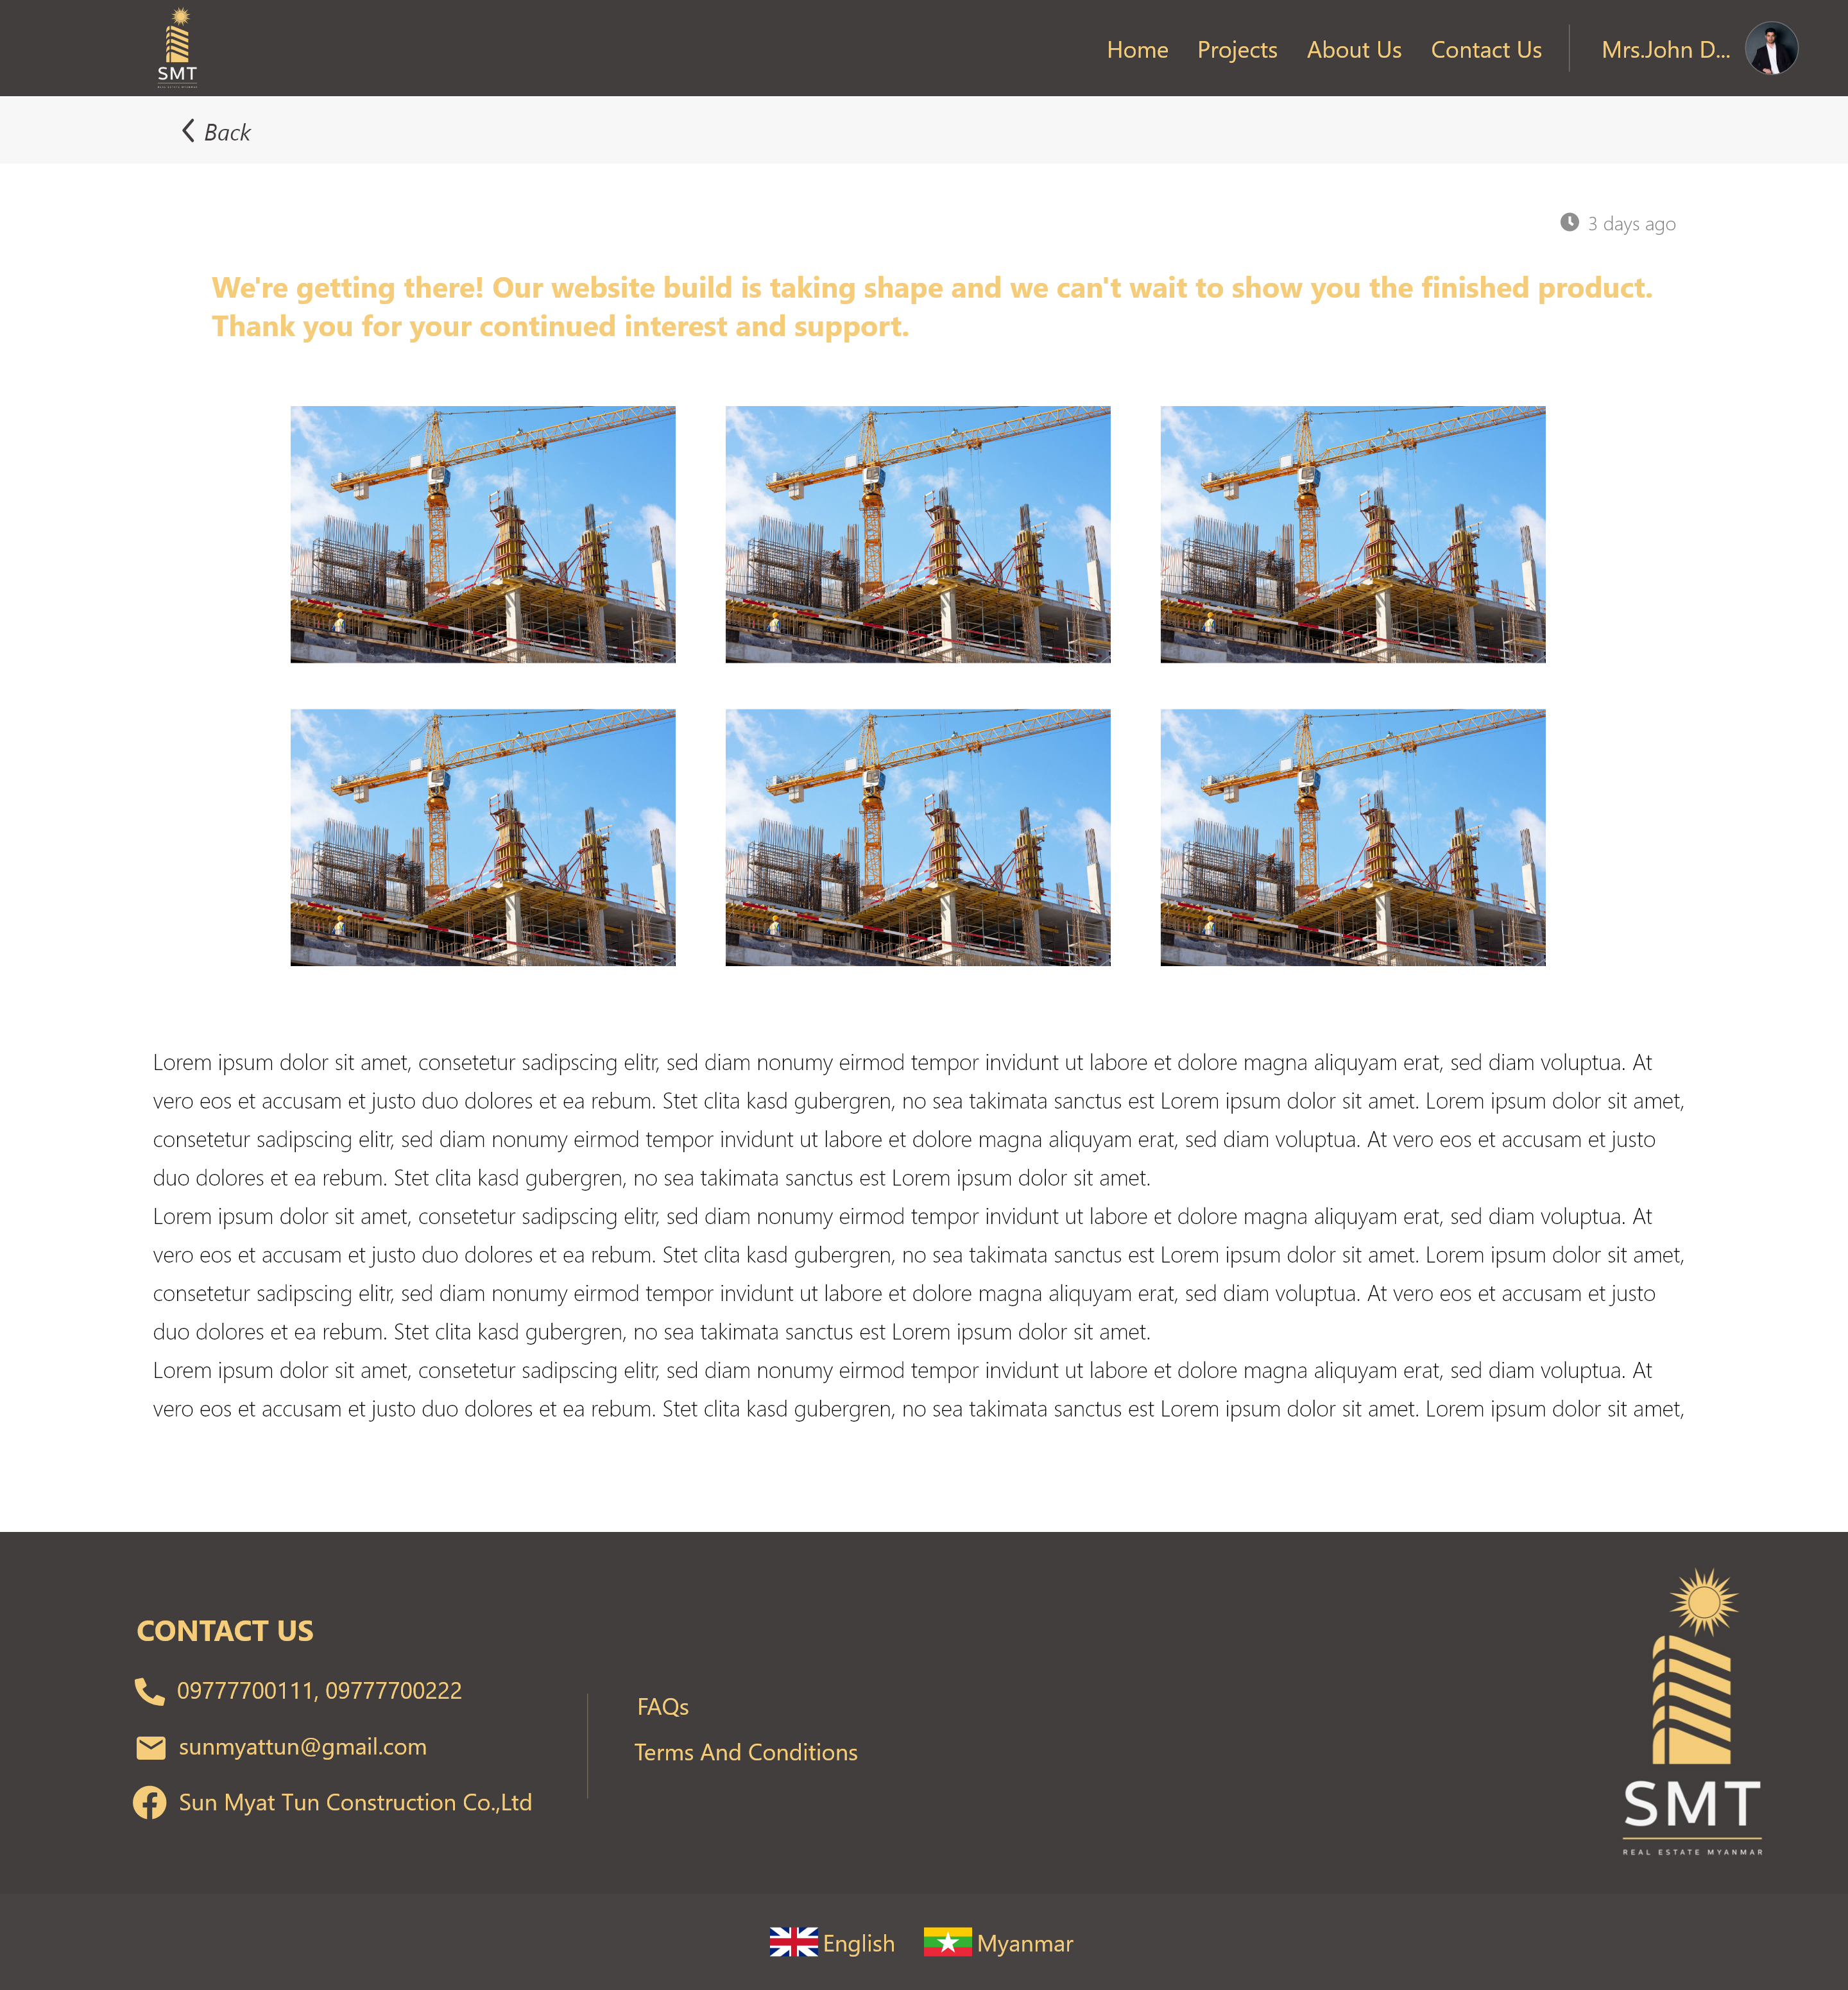 SMT
REAL ESTATE MYANMAR
Home Projects About Us Contact Us Mrs.John D...
Back
3 days ago
We're getting there! Our website build is taking shape and we can't wait to show you the finished product.
Thank you for your continued interest and support.
Lorem ipsum dolor sit amet, consetetur sadipscing elitr, sed diam nonumy eirmod tempor invidunt ut labore et dolore magna aliquyam erat, sed diam voluptua. At
vero eos et accusam et justo duo dolores et ea rebum. Stet clita kasd gubergren, no sea takimata sanctus est Lorem ipsum dolor sit amet. Lorem ipsum dolor sit amet,
consetetur sadipscing elitr, sed diam nonumy eirmod tempor invidunt ut labore et dolore magna aliquyam erat, sed diam voluptua. At vero eos et accusam et justo
duo dolores et ea rebum. Stet clita kasd gubergren, no sea takimata sanctus est Lorem ipsum dolor sit amet.
Lorem ipsum dolor sit amet, consetetur sadipscing elitr, sed diam nonumy eirmod tempor invidunt ut labore et dolore magna aliquyam erat, sed diam voluptua. At
vero eos et accusam et justo duo dolores et ea rebum. Stet clita kasd gubergren, no sea takimata sanctus est Lorem ipsum dolor sit amet. Lorem ipsum dolor sit amet,
consetetur sadipscing elitr, sed diam nonumy eirmod tempor invidunt ut labore et dolore magna aliquyam erat, sed diam voluptua. At vero eos et accusam et justo
duo dolores et ea rebum. Stet clita kasd gubergren, no sea takimata sanctus est Lorem ipsum dolor sit amet.
Lorem ipsum dolor sit amet, consetetur sadipscing elitr, sed diam nonumy eirmod tempor invidunt ut labore et dolore magna aliquyam erat, sed diam voluptua. At
vero eos et accusam et justo duo dolores et ea rebum. Stet clita kasd gubergren, no sea takimata sanctus est Lorem ipsum dolor sit amet. Lorem ipsum dolor sit amet,
CONTACT US
09777700111, 09777700222
sunmyattun@gmail.com
Sun Myat Tun Construction Co.,Ltd
FAQs
Terms And Conditions
SMT
REAL ESTATE MYANMAR
English Myanmar